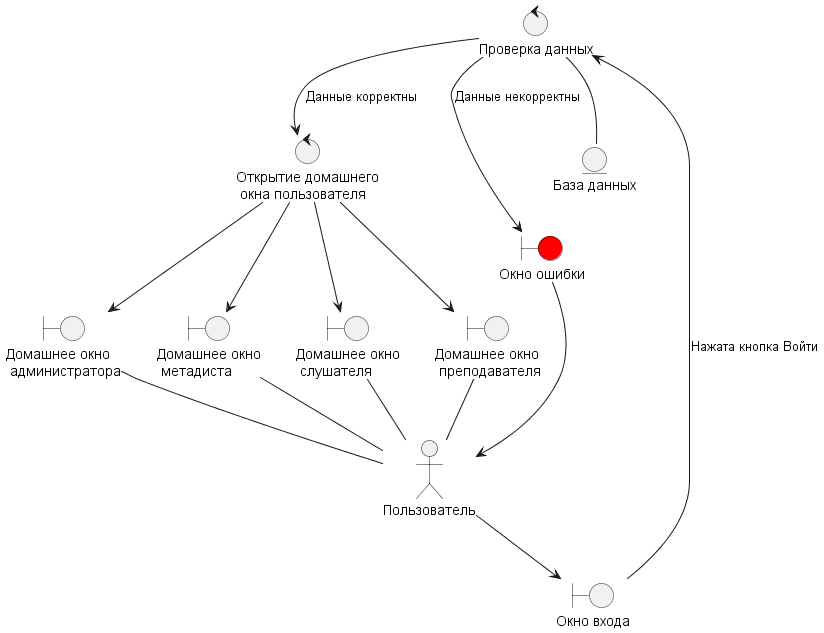 Проверка данных
Данные корректны
Данные некорректны
Открытие домашнего
окна пользователя
База данных
Окно ошибки
Нажата кнопка Войти
Домашнее окно
администратора
Домашнее окно
метадиста
Домашнее окно
слушателя
Домашнее окно
преподавателя
Пользователь
Окно входа